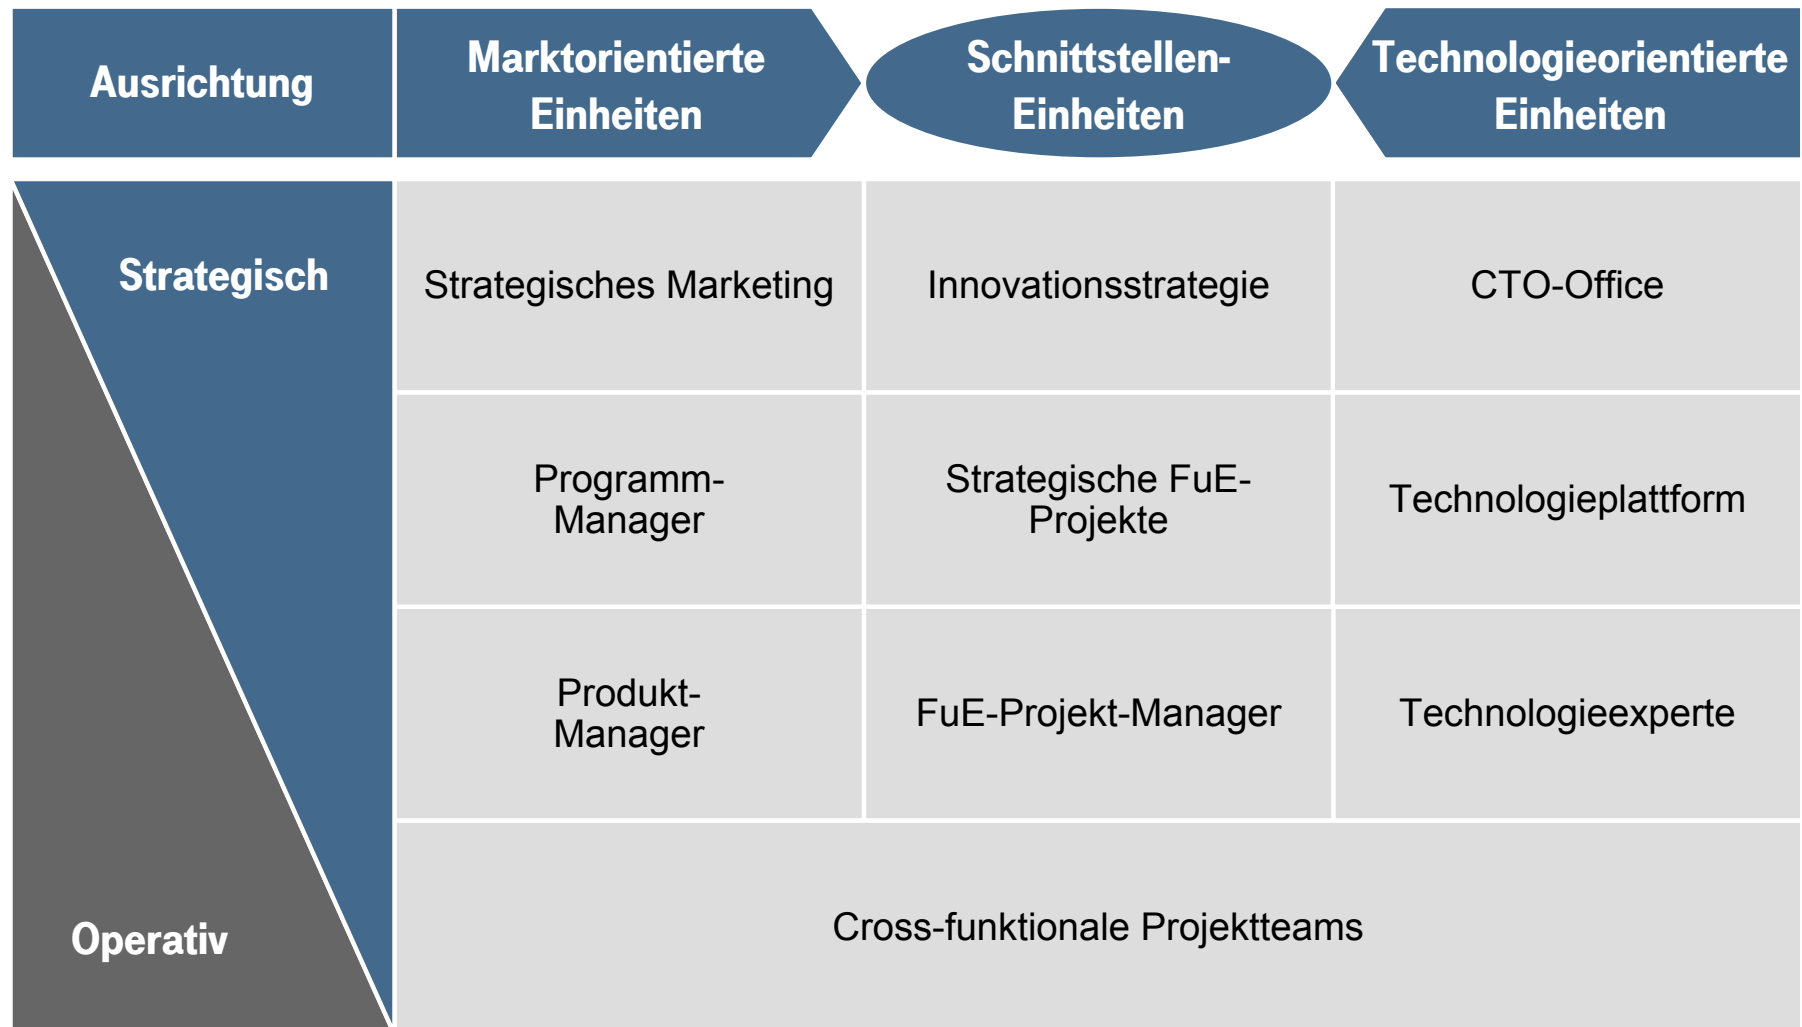 Ausrichtung
Marktorientierte
Einheiten
Schnittstellen-
Einheiten
Technologieorientierte
Einheiten
Strategisch
Strategisches Marketing
Innovationsstrategie
CTO-Office
Programm-
Manager
Strategische FuE-
Projekte
Technologieplattform
Produkt-
Manager
FuE-Projekt-Manager
Technologieexperte
Operativ
Cross-funktionale Projektteams